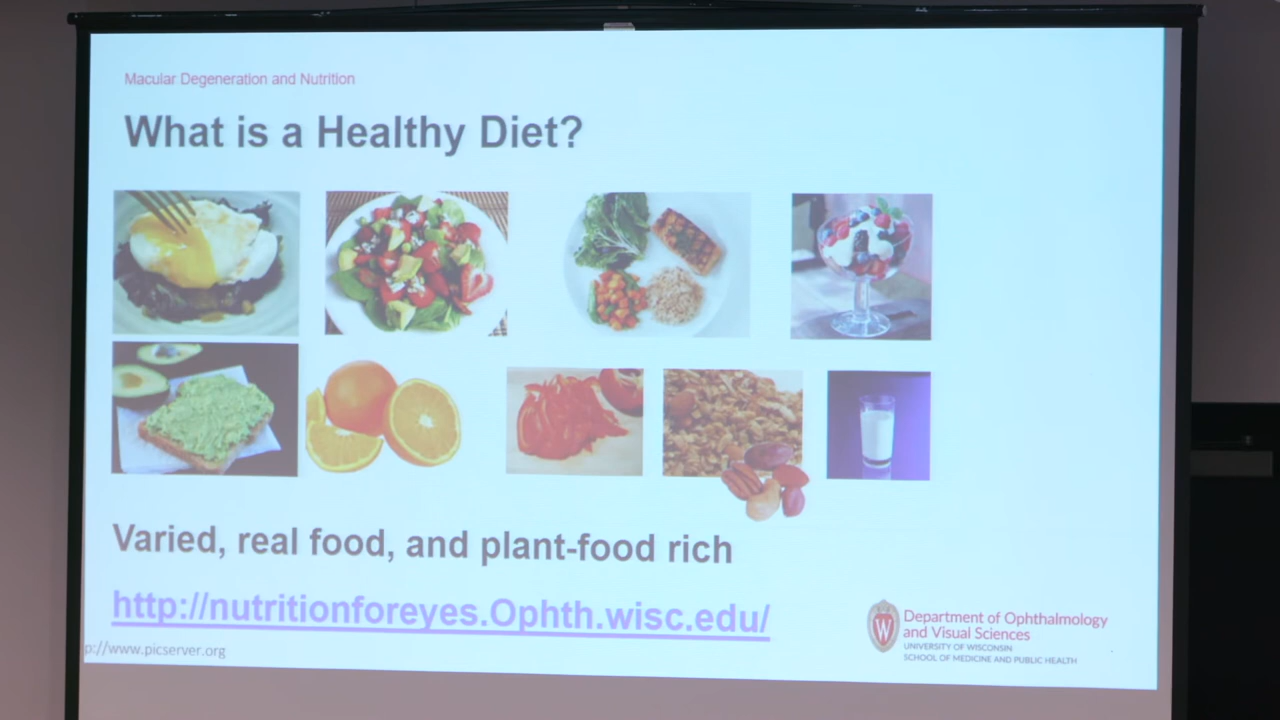 Macular Degeneration and Nutrition
What is a Healthy Diet?
Varied, real food, and plant-food rich
http://nutritionforeyes.Ophth.wisc.edu/
p://www.picserver.org
W
Department of Ophthalmology
and Visual Sciences
UNIVERSITY OF WISCONSIN
SCHOOL OF MEDICINE AND PUBLIC HEALTH